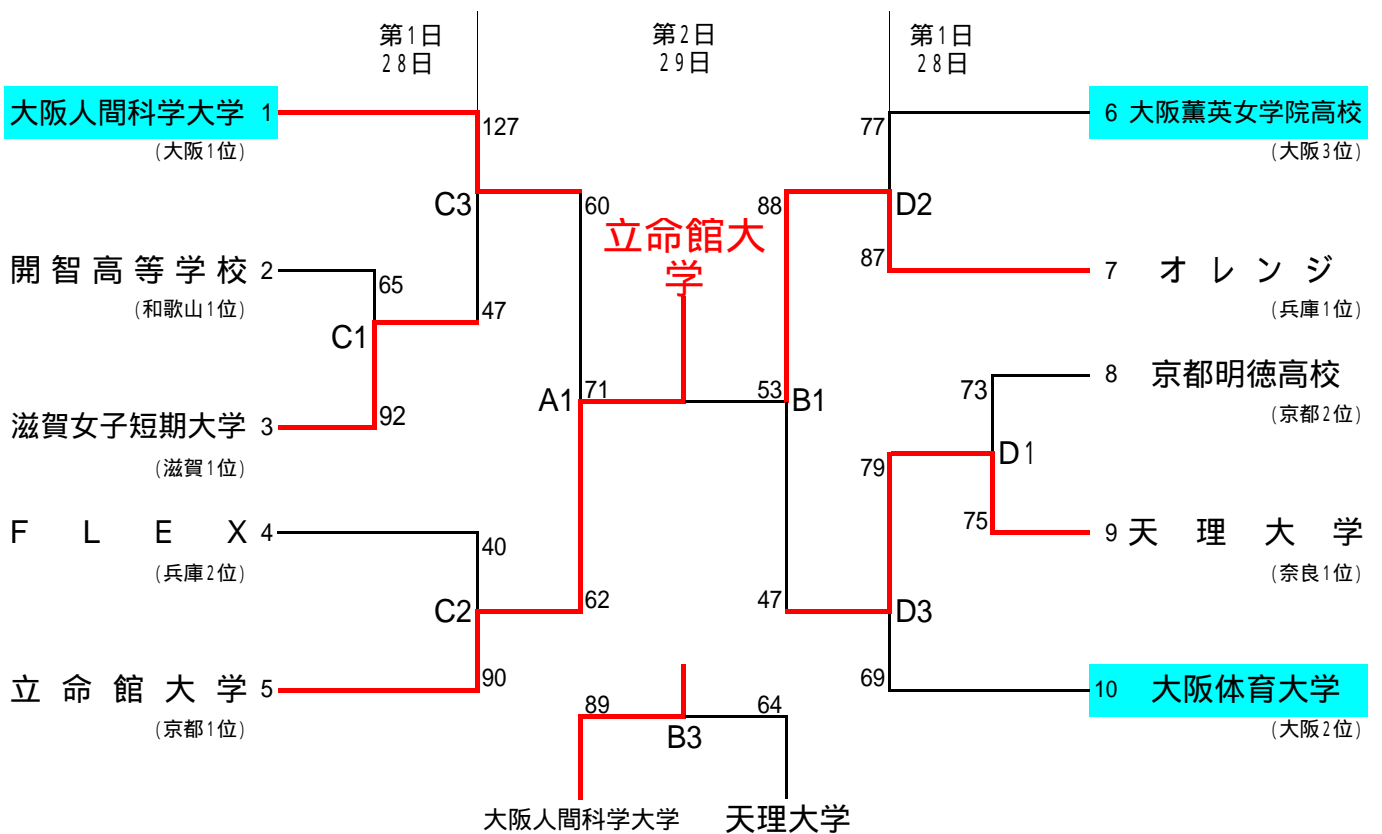 第1日
28日
第2日
29日
第1日
28日
大阪人間科学大学 1
(大阪1位)
127
77
6 大阪薫英女学院高校
(大阪3位)
C3
60
立命館大
学
88
D2
開智高等学校 2
(和歌山1位)
65
47
87
7 オレンジ
(兵庫1位)
C1
滋賀女子短期大学 3
(滋賀1位)
92
A1
71
53
B1
73
8 京都明徳高校
(京都2位)
79
D1
FLEX 4
(兵庫2位)
40
75
9 天理大学
(奈良1位)
C2
62
47
D3
立命館大学 5
(京都1位)
90
69
10 大阪体育大学
(大阪2位)
89
64
B3
大阪人間科学大学
天理大学